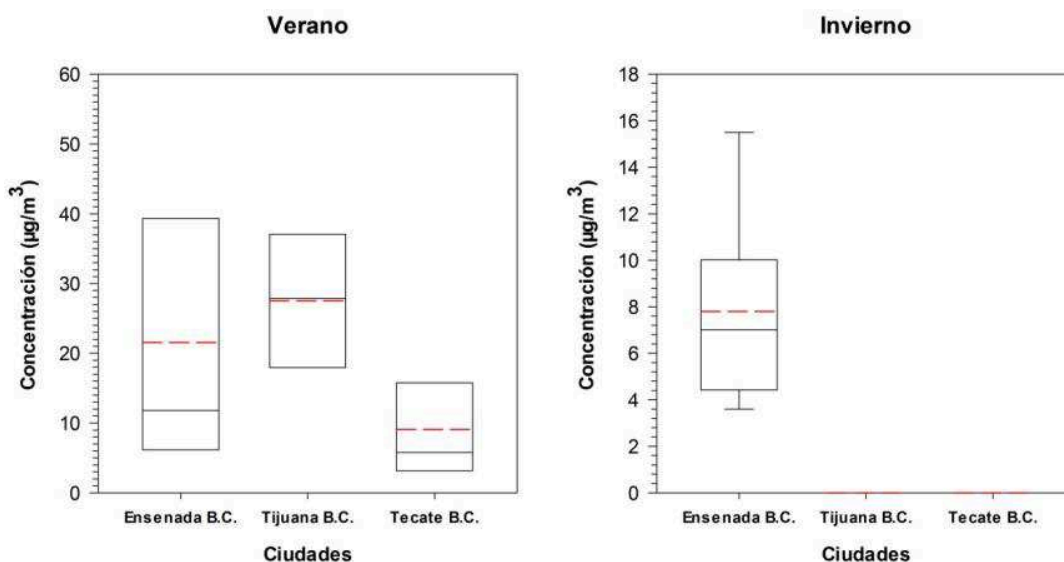 Verano
Concentración (µg/m³)
60
50
40
30
20
10
0
Ensenada B.C. Tijuana B.C. Tecate B.C.
Ciudades
Invierno
Concentración (µg/m³)
18
16
14
12
10
8
6
4
2
0
Ensenada B.C. Tijuana B.C. Tecate B.C.
Ciudades